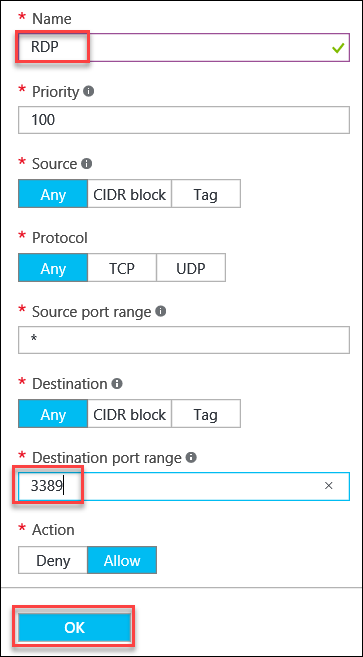 * Name
RDP
* Priority
100
* Source
Any CIDR block Tag
* Protocol
Any TCP UDP
* Source port range
*
* Destination
Any CIDR block Tag
* Destination port range
3389
* Action
Deny Allow
OK